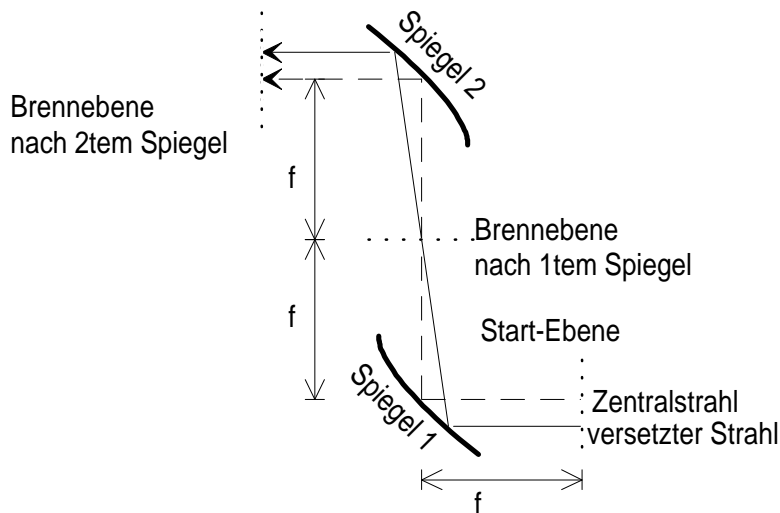 Spiegel 2
Brennebene
nach 2tem Spiegel
f
Brennebene
nach 1tem Spiegel
f
Start-Ebene
Spiegel 1
Zentralstrahl
versetzter Strahl
f